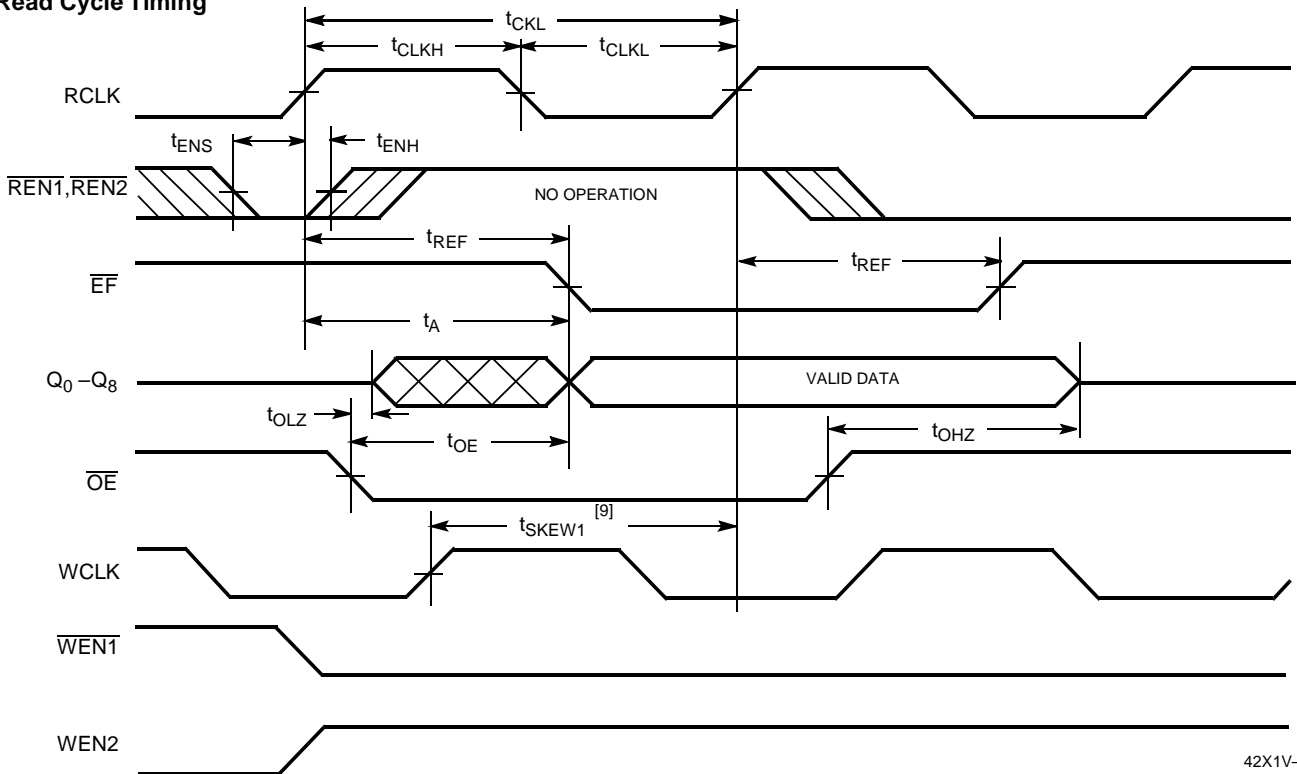 Read Cycle Timing
tCKL
tCLKH
tCLKL
RCLK
tENS
tENH
REN1,REN2
NO OPERATION
tREF
tREF
EF
tA
Q0 –Q8
VALID DATA
tOLZ
tOE
tOHZ
OE
tSKEW1 [9]
WCLK
WEN1
WEN2
42X1V–